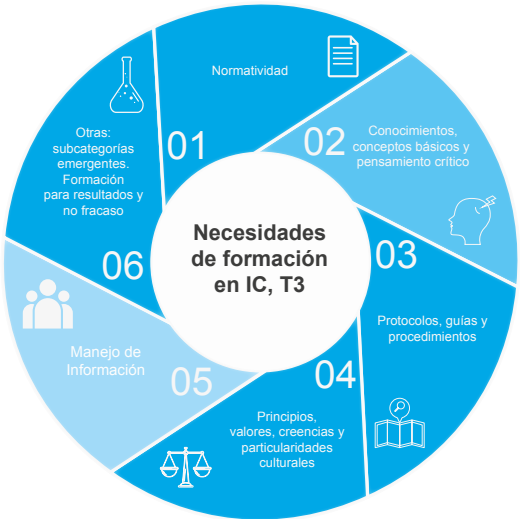 Necesidades
de formación
en IC, T3
01
Normatividad
02
Conocimientos,
conceptos básicos y
pensamiento crítico
03
Protocolos, guías y
procedimientos
04
Principios,
valores, creencias y
particularidades
culturales
05
Manejo de
Información
06
Otras:
subcategorías
emergentes.
Formación
para resultados y
no fracaso